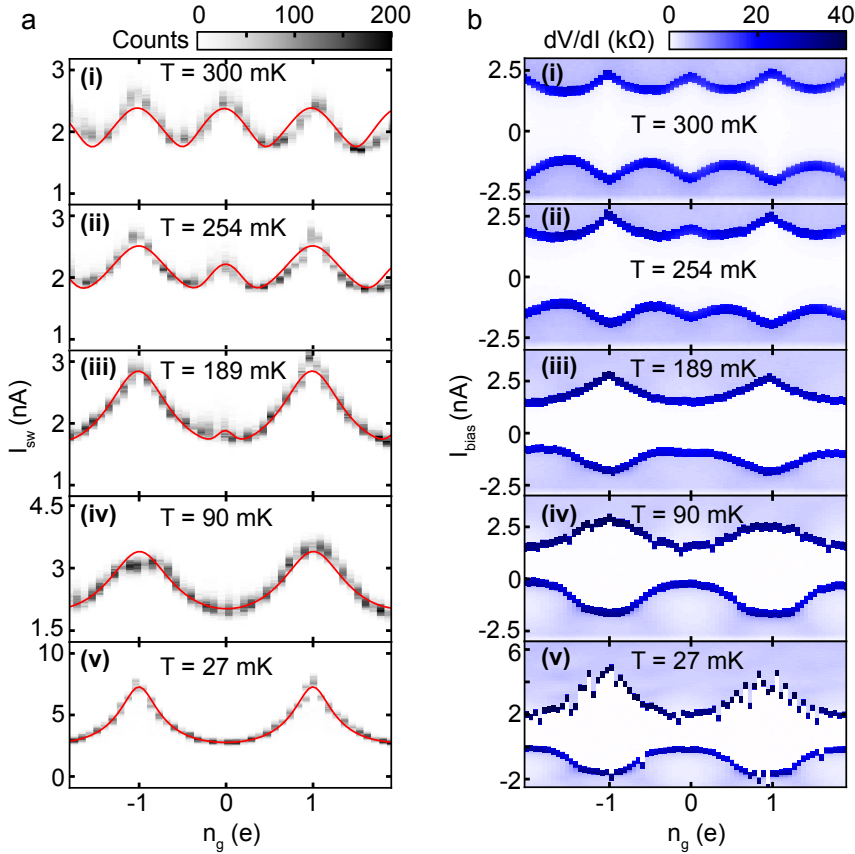 a
Counts
0
100
200
(i)
T = 300 mK
3
2
1
(ii)
T = 254 mK
3
2
1
(iii)
T = 189 mK
3
2
1
I_sw (nA)
(iv)
T = 90 mK
4.5
3
1.5
(v)
T = 27 mK
10
5
0
-1
0
1
n_g (e)
b
dV/dI (kΩ)
0
20
40
(i)
T = 300 mK
2.5
0
-2.5
(ii)
T = 254 mK
2.5
0
-2.5
(iii)
T = 189 mK
2.5
0
-2.5
I_bias (nA)
(iv)
T = 90 mK
2.5
0
-2.5
(v)
T = 27 mK
6
2
-2
-1
0
1
n_g (e)